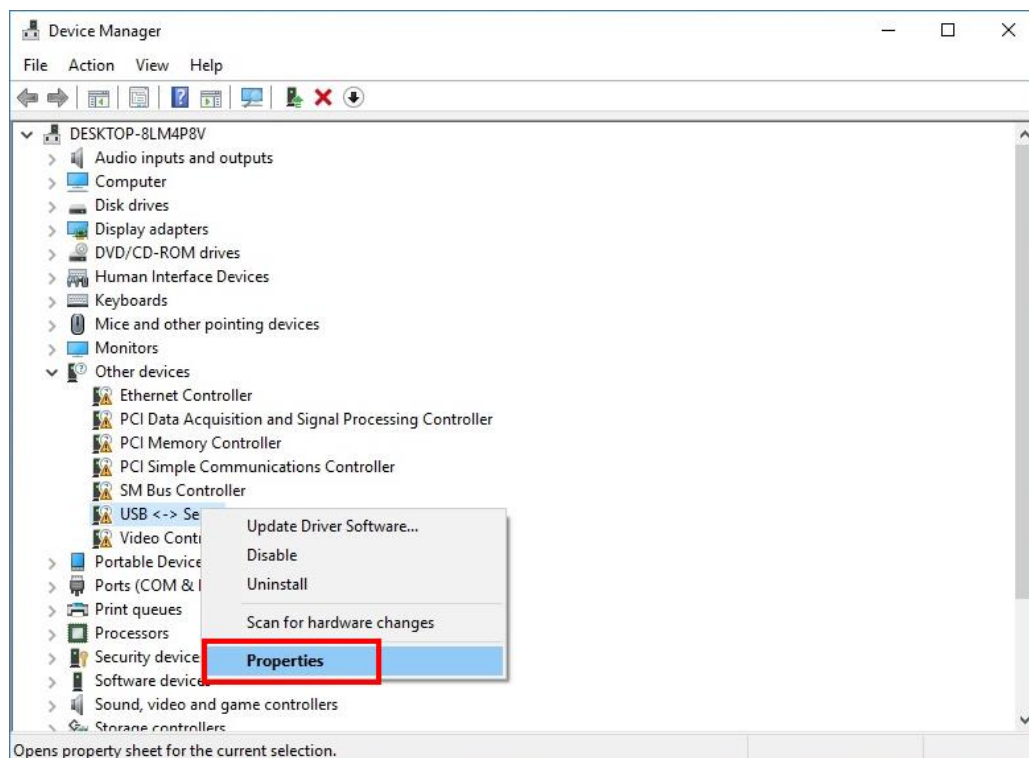 Device Manager
File Action View Help
DESKTOP-8LM4P8V
Audio inputs and outputs
Computer
Disk drives
Display adapters
DVD/CD-ROM drives
Human Interface Devices
Keyboards
Mice and other pointing devices
Monitors
Other devices
Ethernet Controller
PCI Data Acquisition and Signal Processing Controller
PCI Memory Controller
PCI Simple Communications Controller
SM Bus Controller
USB <-> Se
Video Cont
Portable Device
Ports (COM &
Print queues
Processors
Security device
Software devices
Sound, video and game controllers
Storage controllers
Update Driver Software...
Disable
Uninstall
Scan for hardware changes
Properties
Opens property sheet for the current selection.